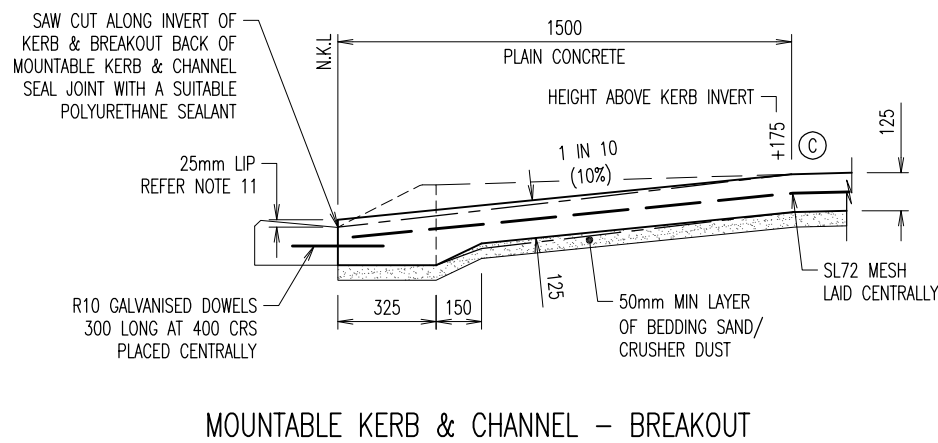 SAW CUT ALONG INVERT OF
KERB & BREAKOUT BACK OF
MOUNTABLE KERB & CHANNEL
SEAL JOINT WITH A SUITABLE
POLYURETHANE SEALANT
N.K.L
1500
PLAIN CONCRETE
HEIGHT ABOVE KERB INVERT
+175
C
125
25mm LIP
REFER NOTE 11
1 IN 10
(10%)
R10 GALVANISED DOWELS
300 LONG AT 400 CRS
PLACED CENTRALLY
325
150
125
50mm MIN LAYER
OF BEDDING SAND/
CRUSHER DUST
SL72 MESH
LAID CENTRALLY
MOUNTABLE KERB & CHANNEL – BREAKOUT